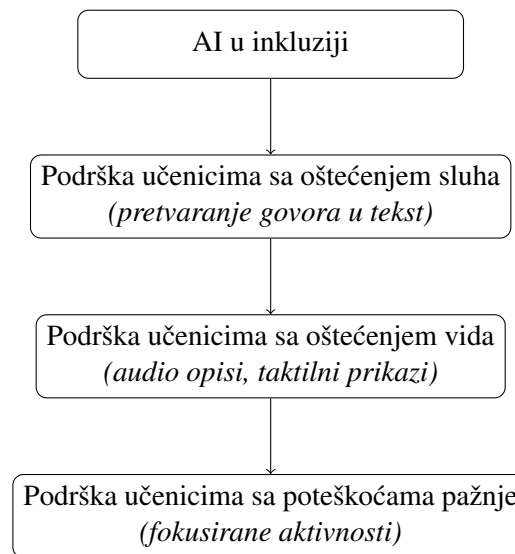 AI u inkluziji
Podrška učenicima sa oštećenjem sluha
(pretvaranje govora u tekst)
Podrška učenicima sa oštećenjem vida
(audio opisi, taktilni prikazi)
Podrška učenicima sa poteškoćama pažnje
(fokusirane aktivnosti)